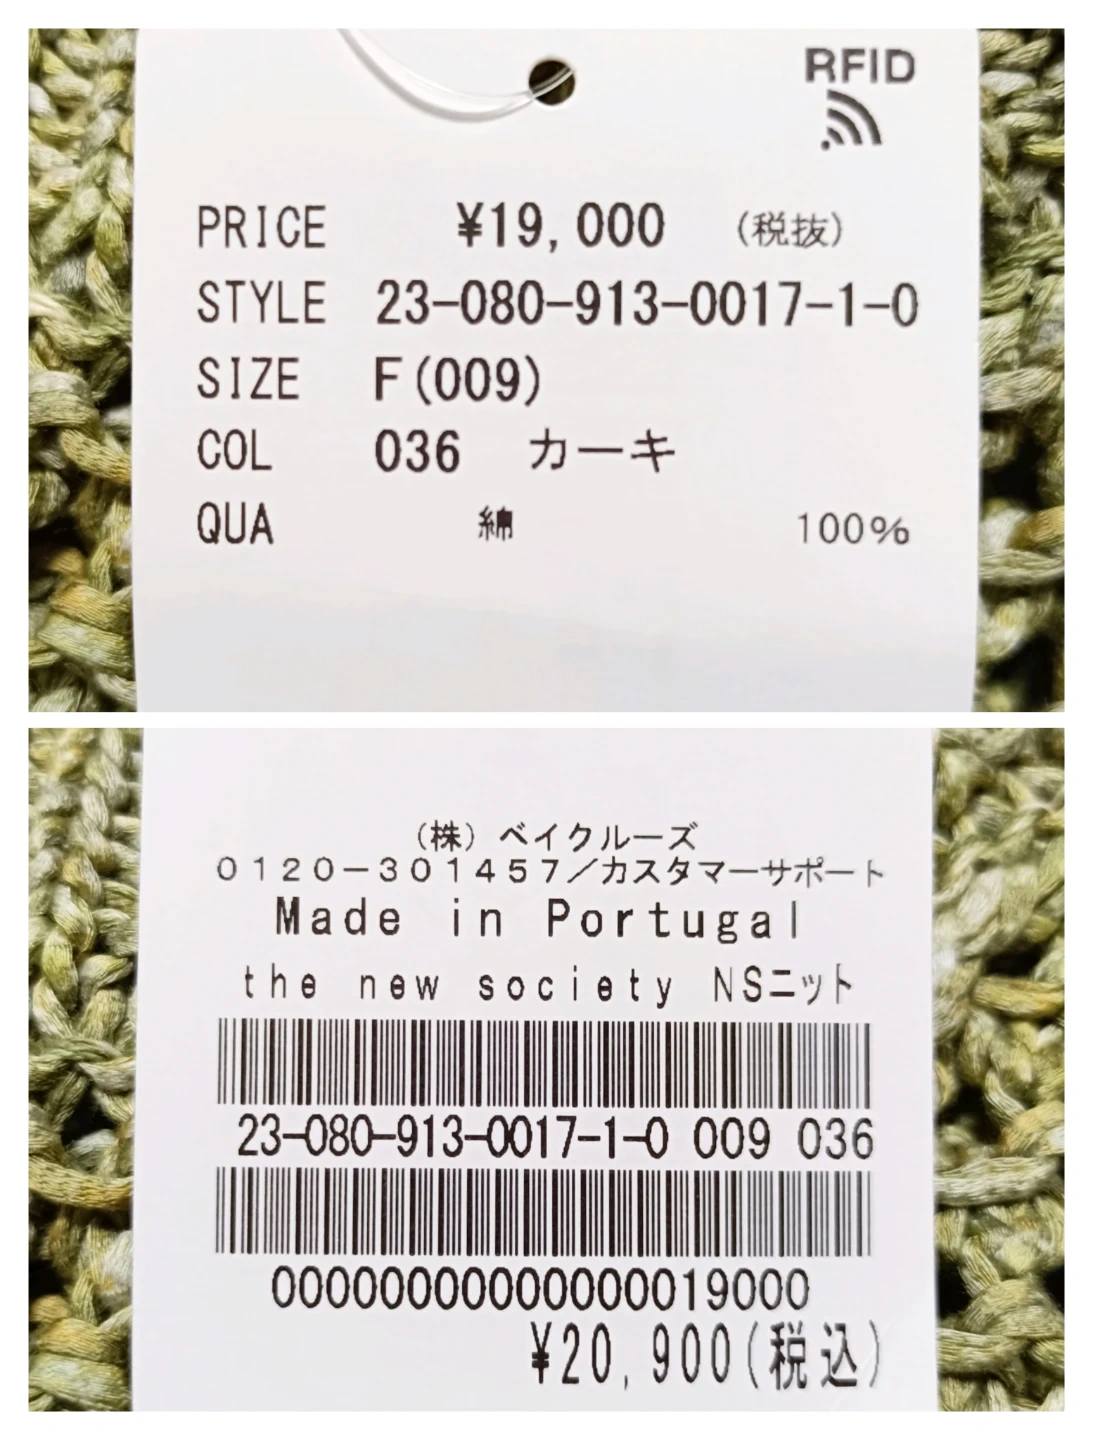 RFID
PRICE ¥19,000 (税抜)
STYLE 23-080-913-0017-1-0
SIZE F(009)
COL 036 カーキ
QUA 綿 100%
(株)ベイクルーズ
0120-301457/カスタマーサポート
Made in Portugal
the new society NSニット
23-080-913-0017-1-0 009 036
00000000000000019000
¥20,900(税込)